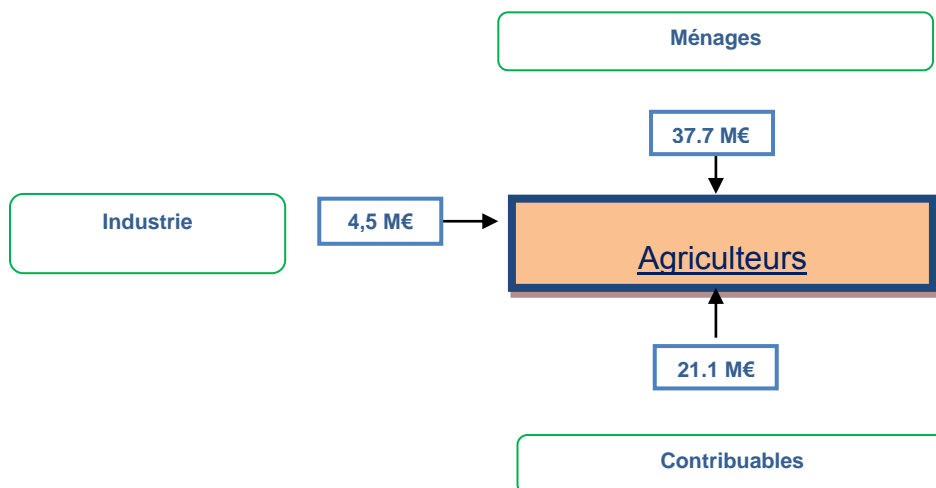 Ménages
37.7 M€
Industrie
4,5 M€
Agriculteurs
21.1 M€
Contribuables